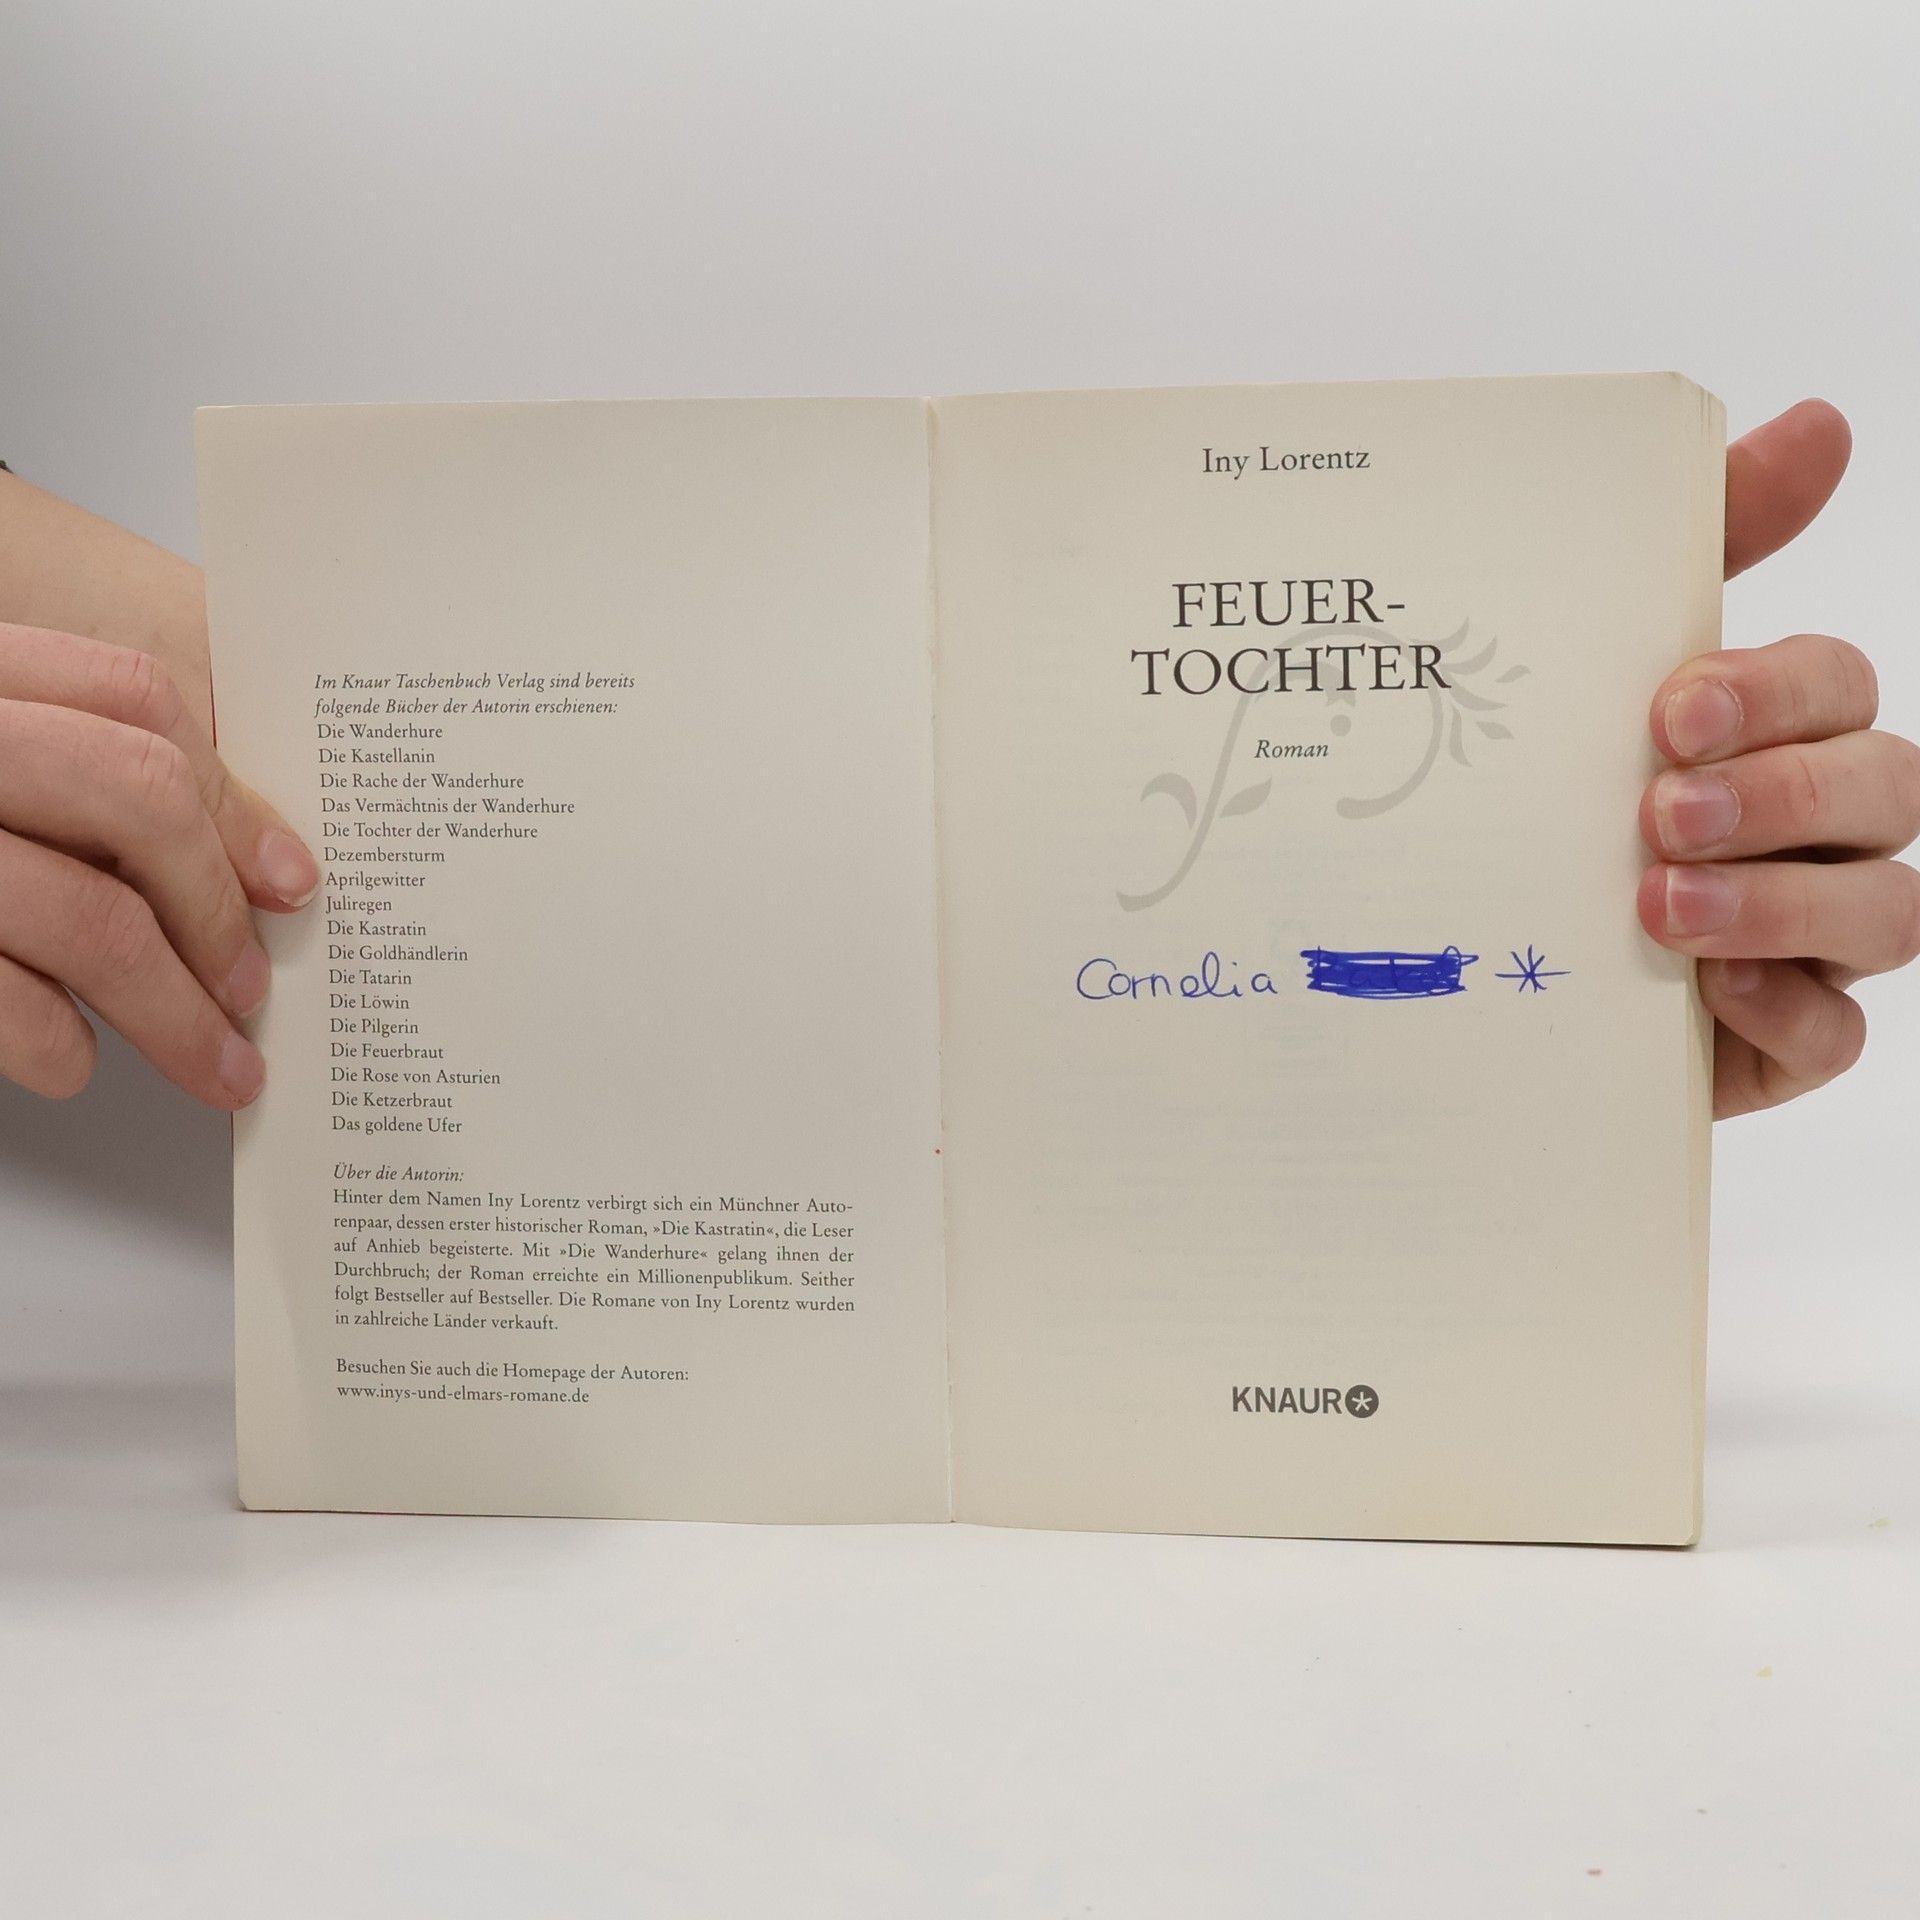 Im Knaur Taschenbuch Verlag sind bereits
folgende Bücher der Autorin erschienen:
Die Wanderhure
Die Kastellanin
Die Rache der Wanderhure
Das Vermächtnis der Wanderhure
Die Tochter der Wanderhure
Dezembersturm
Aprilgewitter
Juliregen
Die Kastratin
Die Goldhändlerin
Die Tatarin
Die Löwin
Die Pilgerin
Die Feuerbraut
Die Rose von Asturien
Die Ketzerbraut
Das goldene Ufer
Über die Autorin:
Hinter dem Namen Iny Lorentz verbirgt sich ein Münchner Auto-
renpaar, dessen erster historischer Roman, »Die Kastratin«, die Leser
auf Anhieb begeisterte. Mit »Die Wanderhure« gelang ihnen der
Durchbruch; der Roman erreichte ein Millionenpublikum. Seither
folgt Bestseller auf Bestseller. Die Romane von Iny Lorentz wurden
in zahlreiche Länder verkauft.
Besuchen Sie auch die Homepage der Autoren:
www.inys-und-elmars-romane.de
Iny Lorentz
FEUER-
TOCHTER
Roman
Cornelia
KNAUR